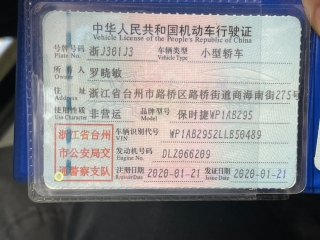 中华人民共和国机动车行驶证
Vehicle License of the People's Republic of China
号牌号码 浙J301J3 车辆类型 小型轿车
Plate No. Vehicle Type
所有人 罗晓敏
Owner
住址 浙江省台州市路桥区路桥街道商海南街275号
Address
使用性质 非营运 品牌型号 保时捷WP1AB295
Use Character Model
浙江省台州 车辆识别代号 WP1AB2952LLB50489
VIN
市公安局交 发动机号码 DLZ066209
Engine No.
通警察支队 注册日期 2020-01-21 发证日期 2020-01-21
Register Date Issue Date